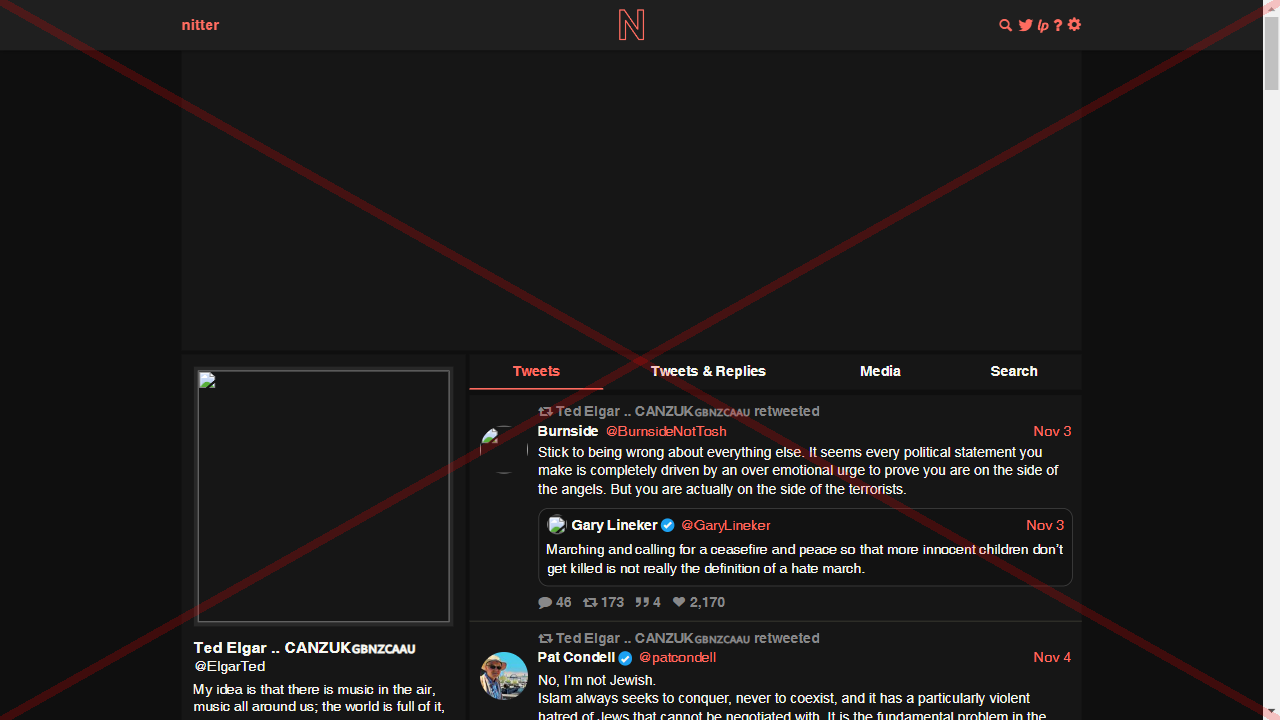 nitter
N
lp ?
Tweets
Tweets & Replies
Media
Search
Ted Elgar .. CANZUKGBNZCAAU retweeted
Burnside @BurnsideNotTosh
Nov 3
Stick to being wrong about everything else. It seems every political statement you
make is completely driven by an over emotional urge to prove you are on the side of
the angels. But you are actually on the side of the terrorists.
Gary Lineker @GaryLineker
Nov 3
Marching and calling for a ceasefire and peace so that more innocent children don’t
get killed is not really the definition of a hate march.
46 173 4 2,170
Ted Elgar .. CANZUKGBNZCAAU retweeted
Pat Condell @patcondell
Nov 4
No, I’m not Jewish.
Islam always seeks to conquer, never to coexist, and it has a particularly violent
hatred of Jews that cannot be negotiated with. It is the fundamental problem in the
Ted Elgar .. CANZUKGBNZCAAU
@ElgarTed
My idea is that there is music in the air,
music all around us; the world is full of it,